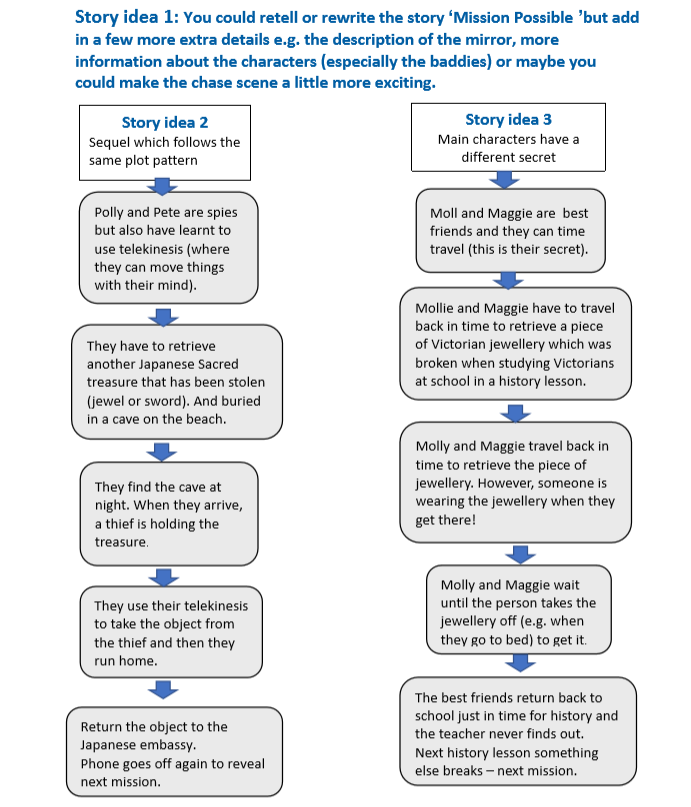 Story idea 1: You could retell or rewrite the story ‘Mission Possible ’but add
in a few more extra details e.g. the description of the mirror, more
information about the characters (especially the baddies) or maybe you
could make the chase scene a little more exciting.
Story idea 2
Sequel which follows the
same plot pattern
Polly and Pete are spies
but also have learnt to
use telekinesis (where
they can move things
with their mind).
They have to retrieve
another Japanese Sacred
treasure that has been stolen
(jewel or sword). And buried
in a cave on the beach.
They find the cave at
night. When they arrive,
a thief is holding the
treasure.
They use their telekinesis
to take the object from
the thief and then they
run home.
Return the object to the
Japanese embassy.
Phone goes off again to reveal
next mission.
Story idea 3
Main characters have a
different secret
Moll and Maggie are best
friends and they can time
travel (this is their secret).
Mollie and Maggie have to travel
back in time to retrieve a piece
of Victorian jewellery which was
broken when studying Victorians
at school in a history lesson.
Molly and Maggie travel back in
time to retrieve the piece of
jewellery. However, someone is
wearing the jewellery when they
get there!
Molly and Maggie wait
until the person takes the
jewellery off (e.g. when
they go to bed) to get it.
The best friends return back to
school just in time for history and
the teacher never finds out.
Next history lesson something
else breaks – next mission.